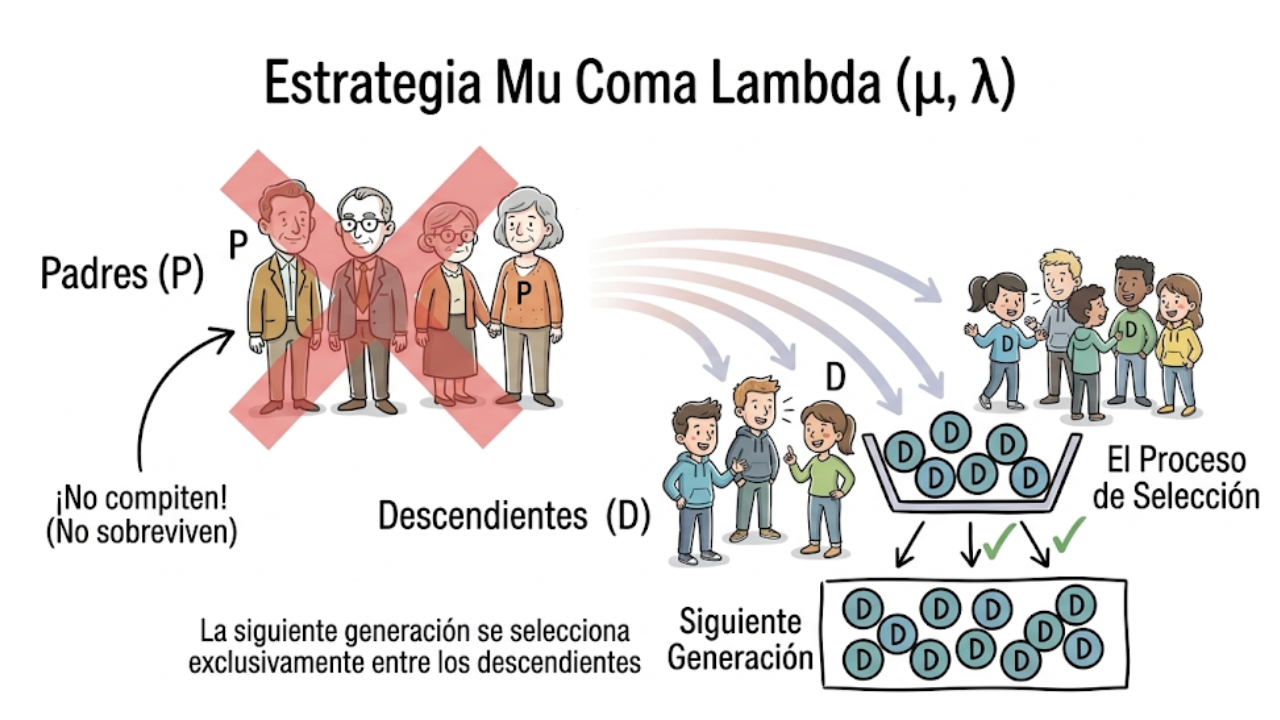 Estrategia Mu Coma Lambda (μ, λ)
Padres (P)
P
P
¡No compiten!
(No sobreviven)
Descendientes (D)
D
D
D
D D D
D D D
El Proceso
de Selección
La siguiente generación se selecciona
exclusivamente entre los descendientes
Siguiente
Generación
D D D D
D D
D D D D D